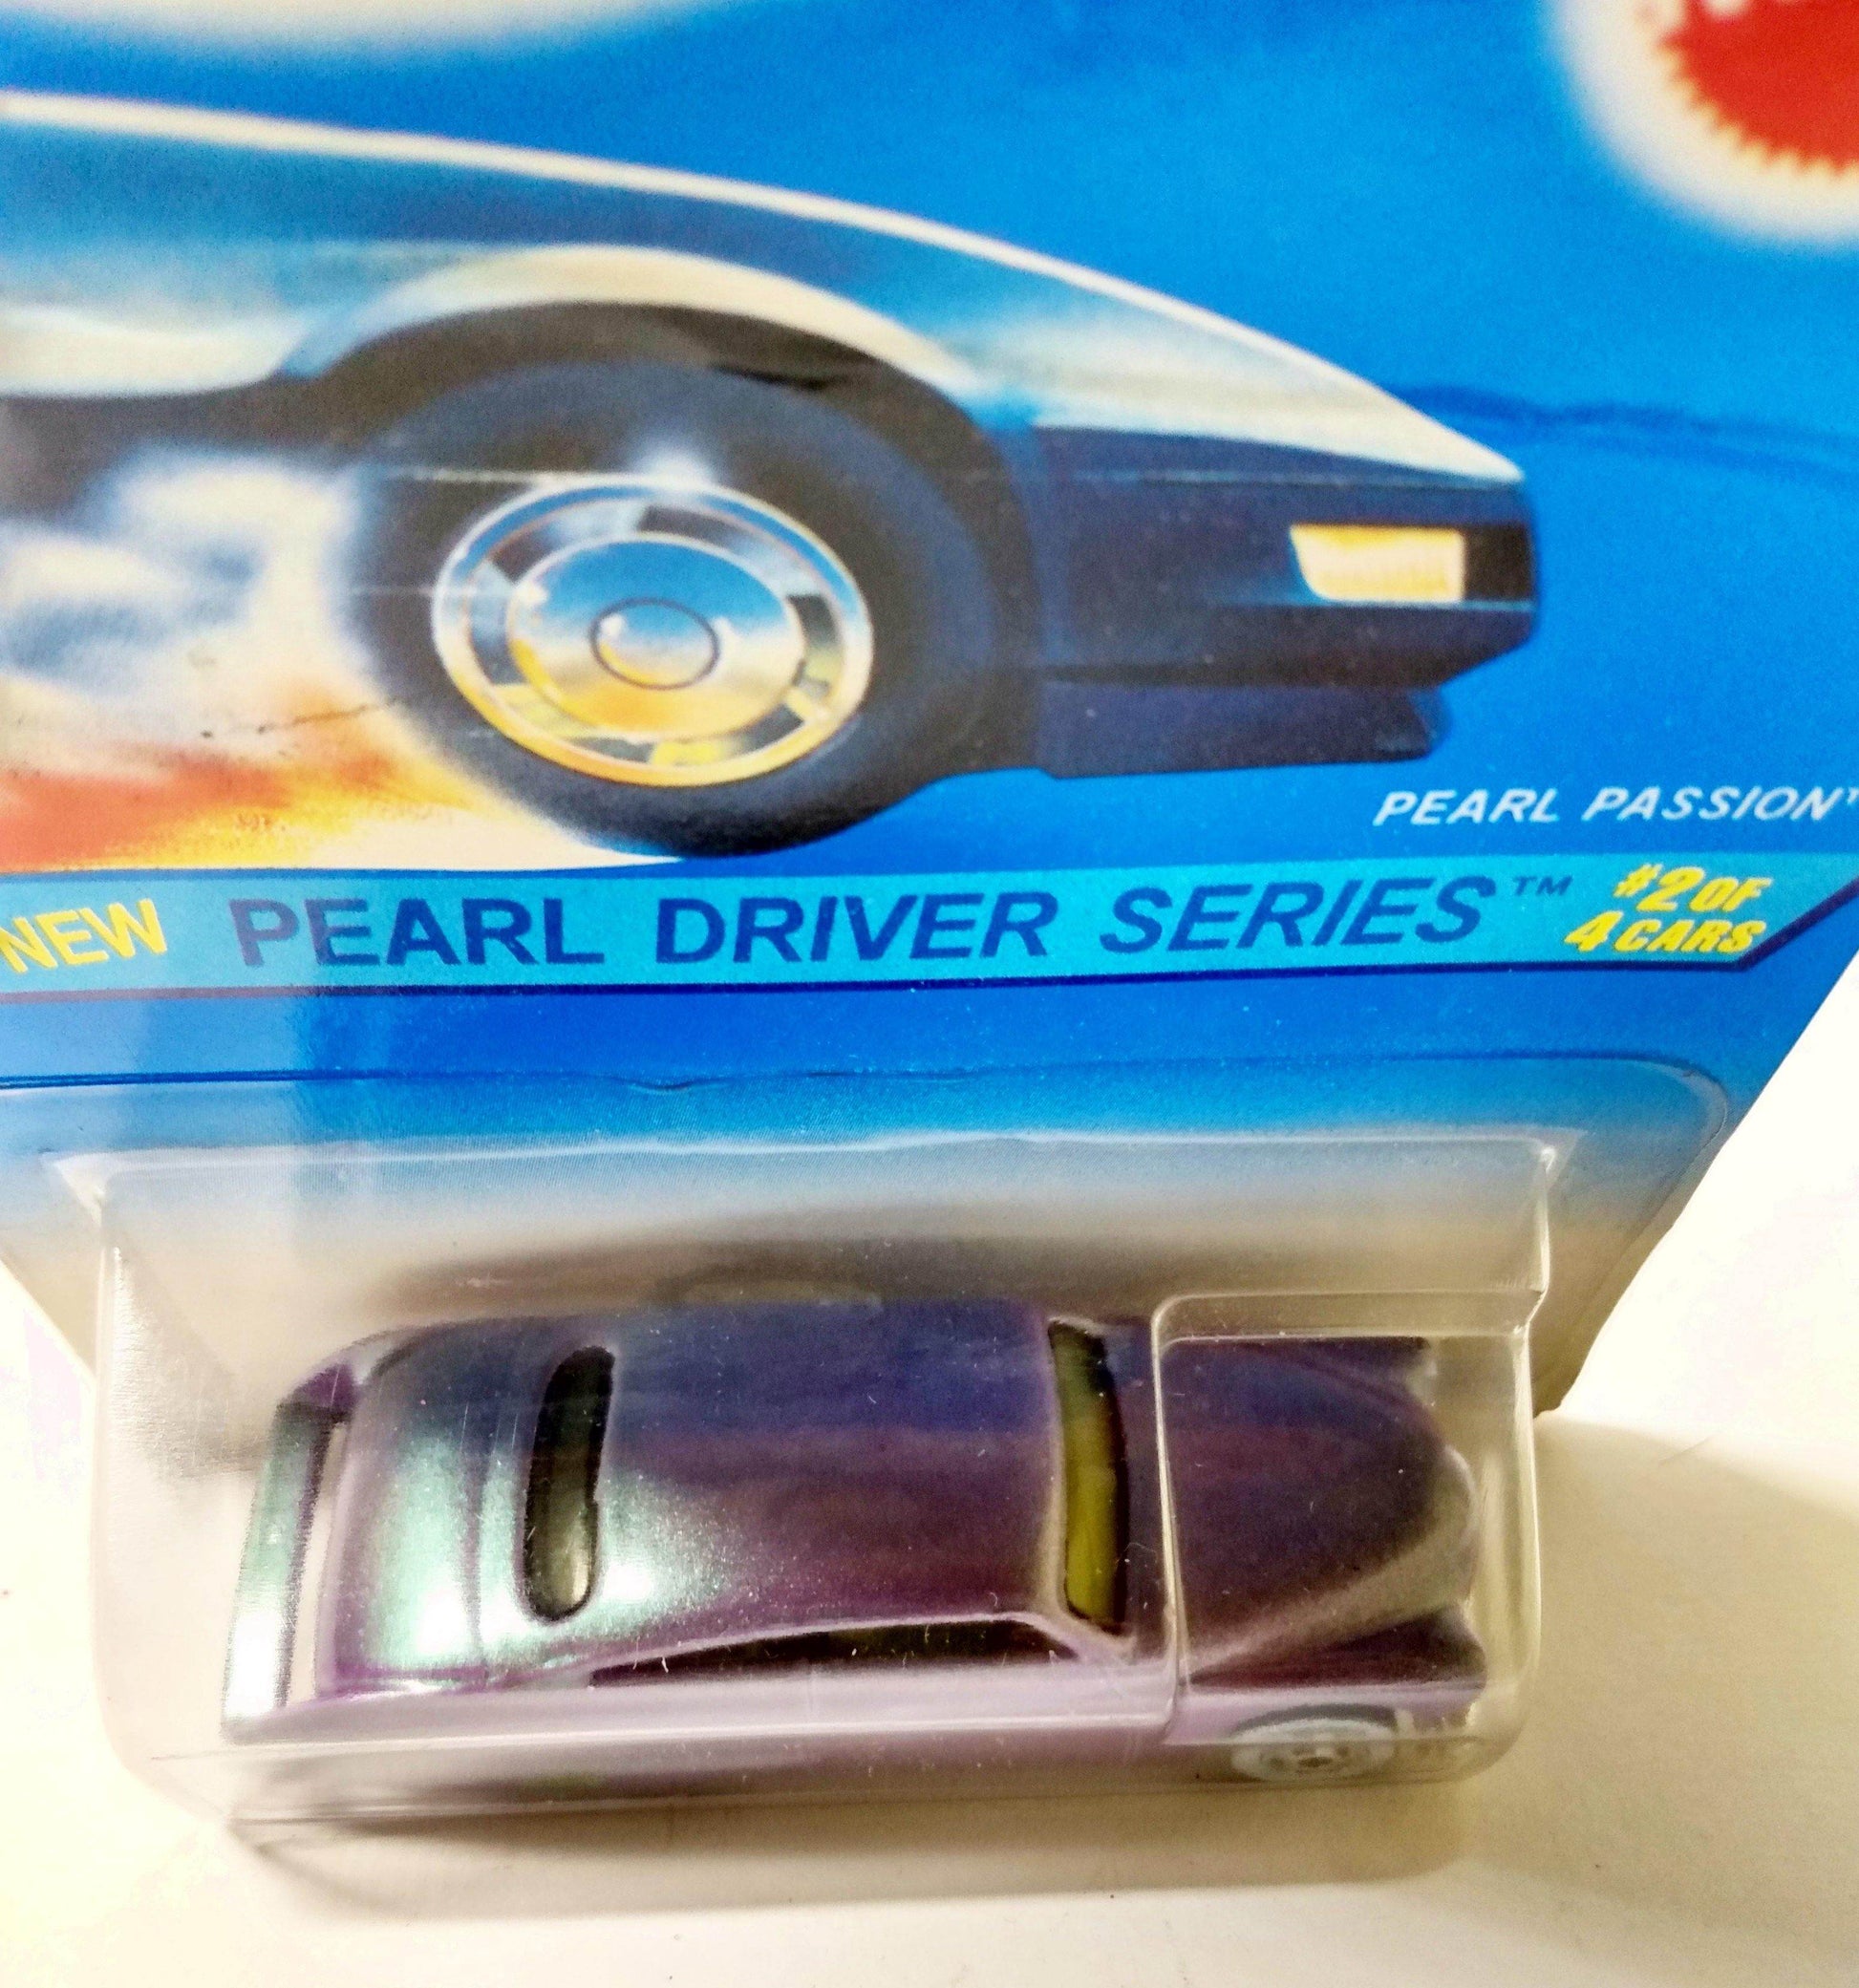 PEARL PASSION™
NEW PEARL DRIVER SERIES™ #2 OF
4 CARS